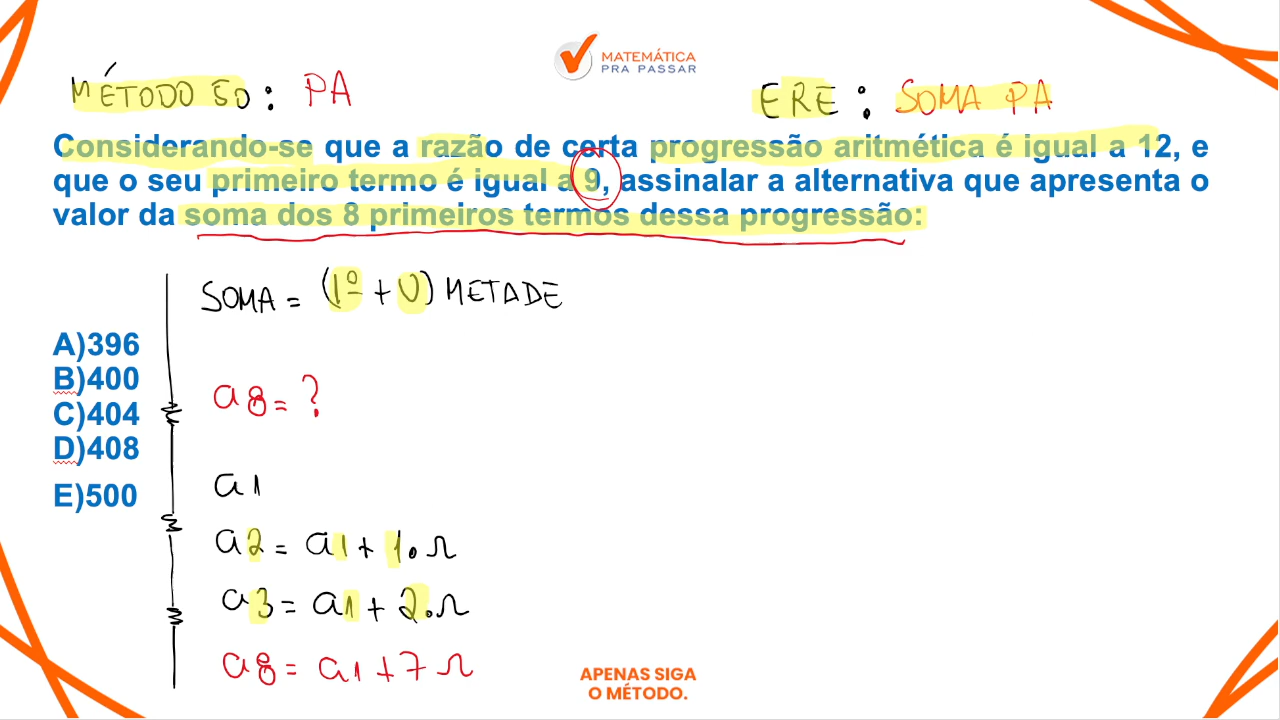 MATEMÁTICA
PRA PASSAR
MÉTODO 50: PA
ERE: SOMA PA
Considerando-se que a razão de certa progressão aritmética é igual a 12, e
que o seu primeiro termo é igual a 9, assinalar a alternativa que apresenta o
valor da soma dos 8 primeiros termos dessa progressão:
SOMA = (1º + U) METADE
A)396
B)400
C)404
D)408
E)500
a8 = ?
a1
a2 = a1 + 1.r
a3 = a1 + 2.r
a8 = a1 + 7r
APENAS SIGA
O MÉTODO.